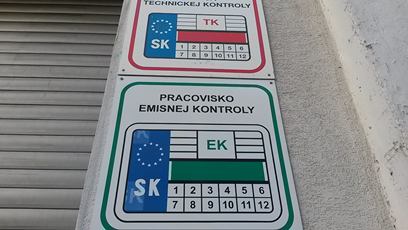 TECHNICKEJ KONTROLY
TK
SK
1 2 3 4 5 6
7 8 9 10 11 12
PRACOVISKO
EMISNEJ KONTROLY
EK
SK
1 2 3 4 5 6
7 8 9 10 11 12